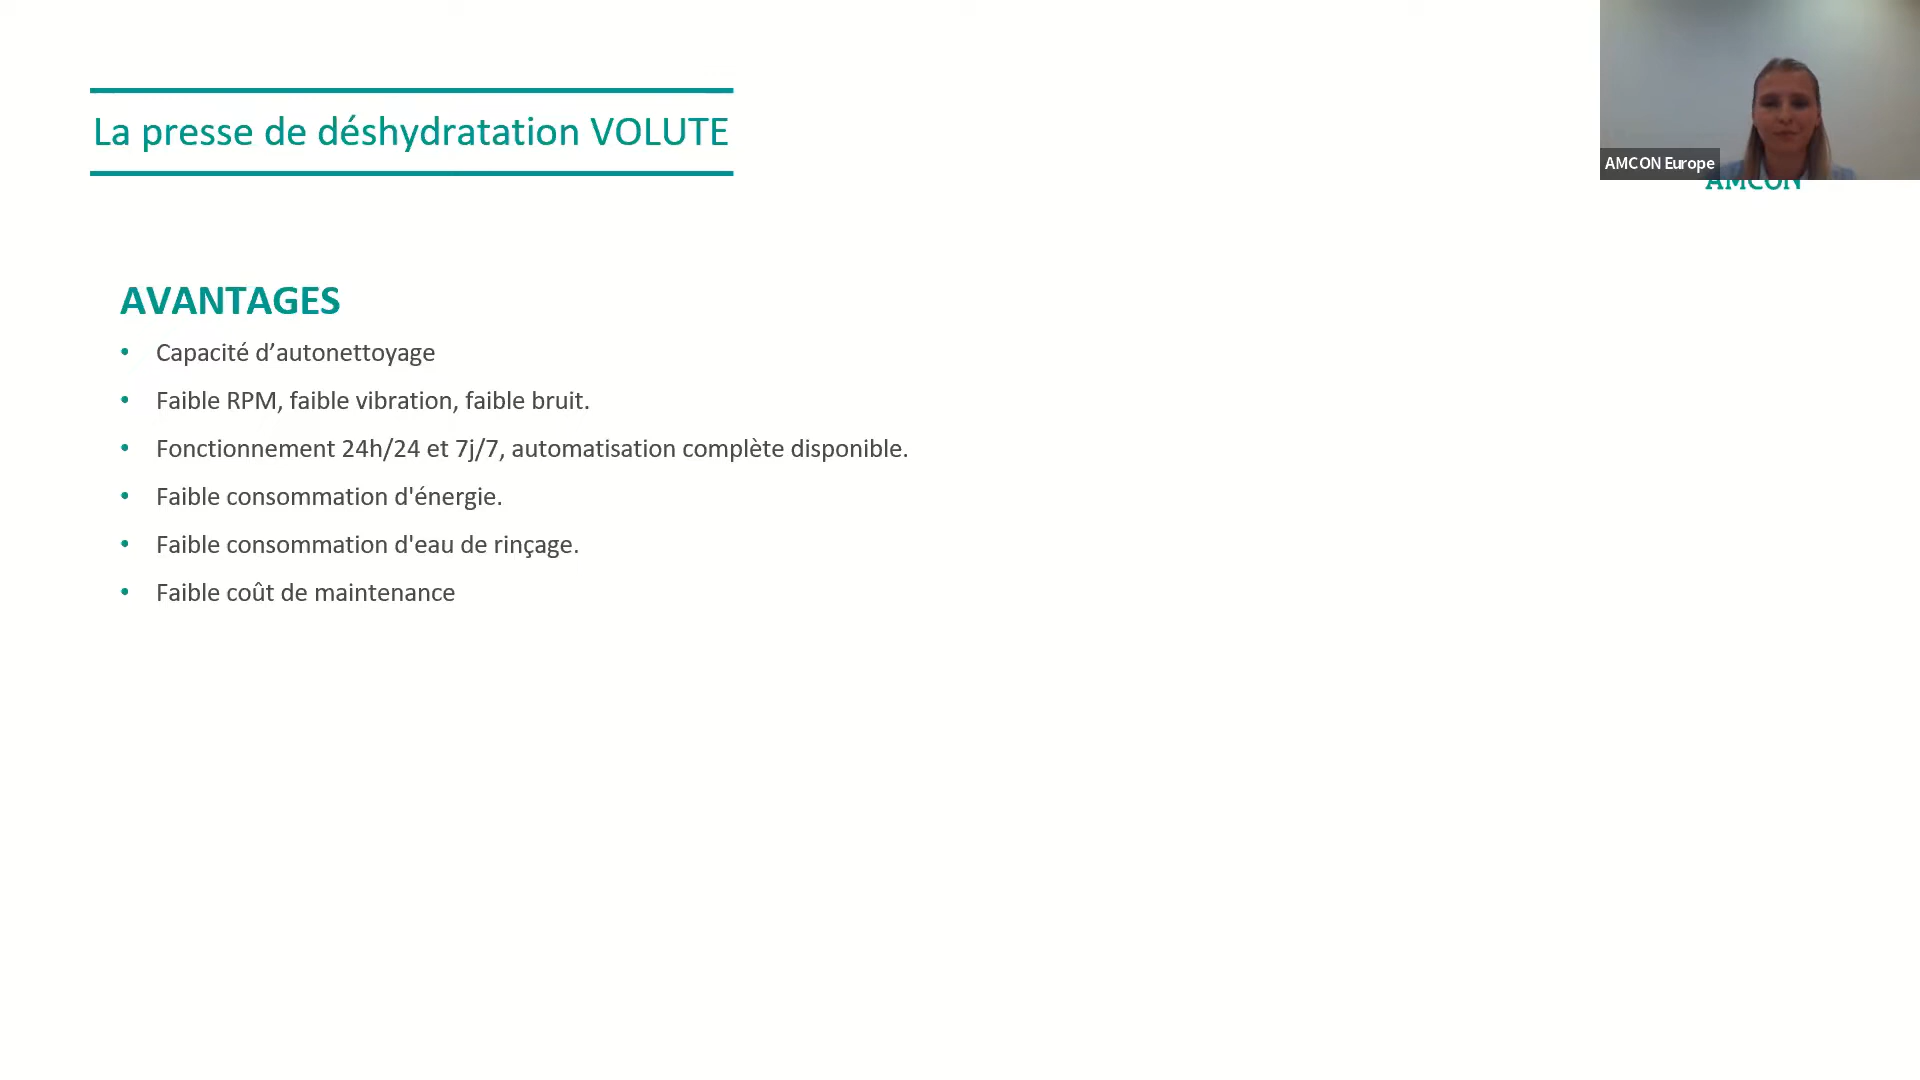 La presse de déshydratation VOLUTE
AMCON Europe
AMCON
AVANTAGES
• Capacité d’autonettoyage
• Faible RPM, faible vibration, faible bruit.
• Fonctionnement 24h/24 et 7j/7, automatisation complète disponible.
• Faible consommation d'énergie.
• Faible consommation d'eau de rinçage.
• Faible coût de maintenance